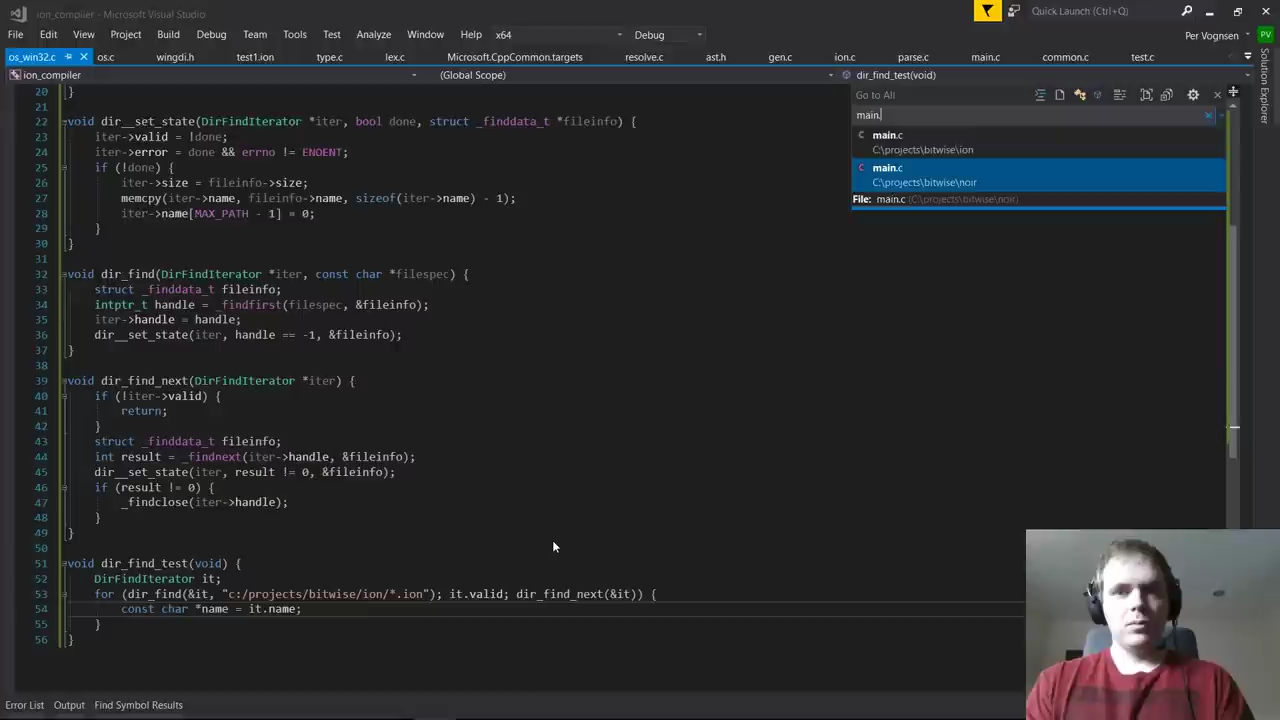 ion_compiler - Microsoft Visual Studio
Quick Launch (Ctrl+Q)
File Edit View Project Build Debug Team Tools Test Analyze Window Help x64 Debug
Per Vognsen PV
os_win32.c os.c wingdi.h test1.ion type.c lex.c Microsoft.CppCommon.targets resolve.c ast.h gen.c ion.c parse.c main.c common.c test.c
ion_compiler (Global Scope) dir_find_test(void)
Solution Explorer
Go to All
main.
main.c
C:\projects\bitwise\ion
main.c
C:\projects\bitwise\noir
File: main.c (C:\projects\bitwise\noir)
20 }
21
22 void dir__set_state(DirFindIterator *iter, bool done, struct _finddata_t *fileinfo) {
23 iter->valid = !done;
24 iter->error = done && errno != ENOENT;
25 if (!done) {
26 iter->size = fileinfo->size;
27 memcpy(iter->name, fileinfo->name, sizeof(iter->name) - 1);
28 iter->name[MAX_PATH - 1] = 0;
29 }
30 }
31
32 void dir_find(DirFindIterator *iter, const char *filespec) {
33 struct _finddata_t fileinfo;
34 intptr_t handle = _findfirst(filespec, &fileinfo);
35 iter->handle = handle;
36 dir__set_state(iter, handle == -1, &fileinfo);
37 }
38
39 void dir_find_next(DirFindIterator *iter) {
40 if (!iter->valid) {
41 return;
42 }
43 struct _finddata_t fileinfo;
44 int result = _findnext(iter->handle, &fileinfo);
45 dir__set_state(iter, result != 0, &fileinfo);
46 if (result != 0) {
47 _findclose(iter->handle);
48 }
49 }
50
51 void dir_find_test(void) {
52 DirFindIterator it;
53 for (dir_find(&it, "c:/projects/bitwise/ion/*.ion"); it.valid; dir_find_next(&it)) {
54 const char *name = it.name;
55 }
56 }
Error List Output Find Symbol Results